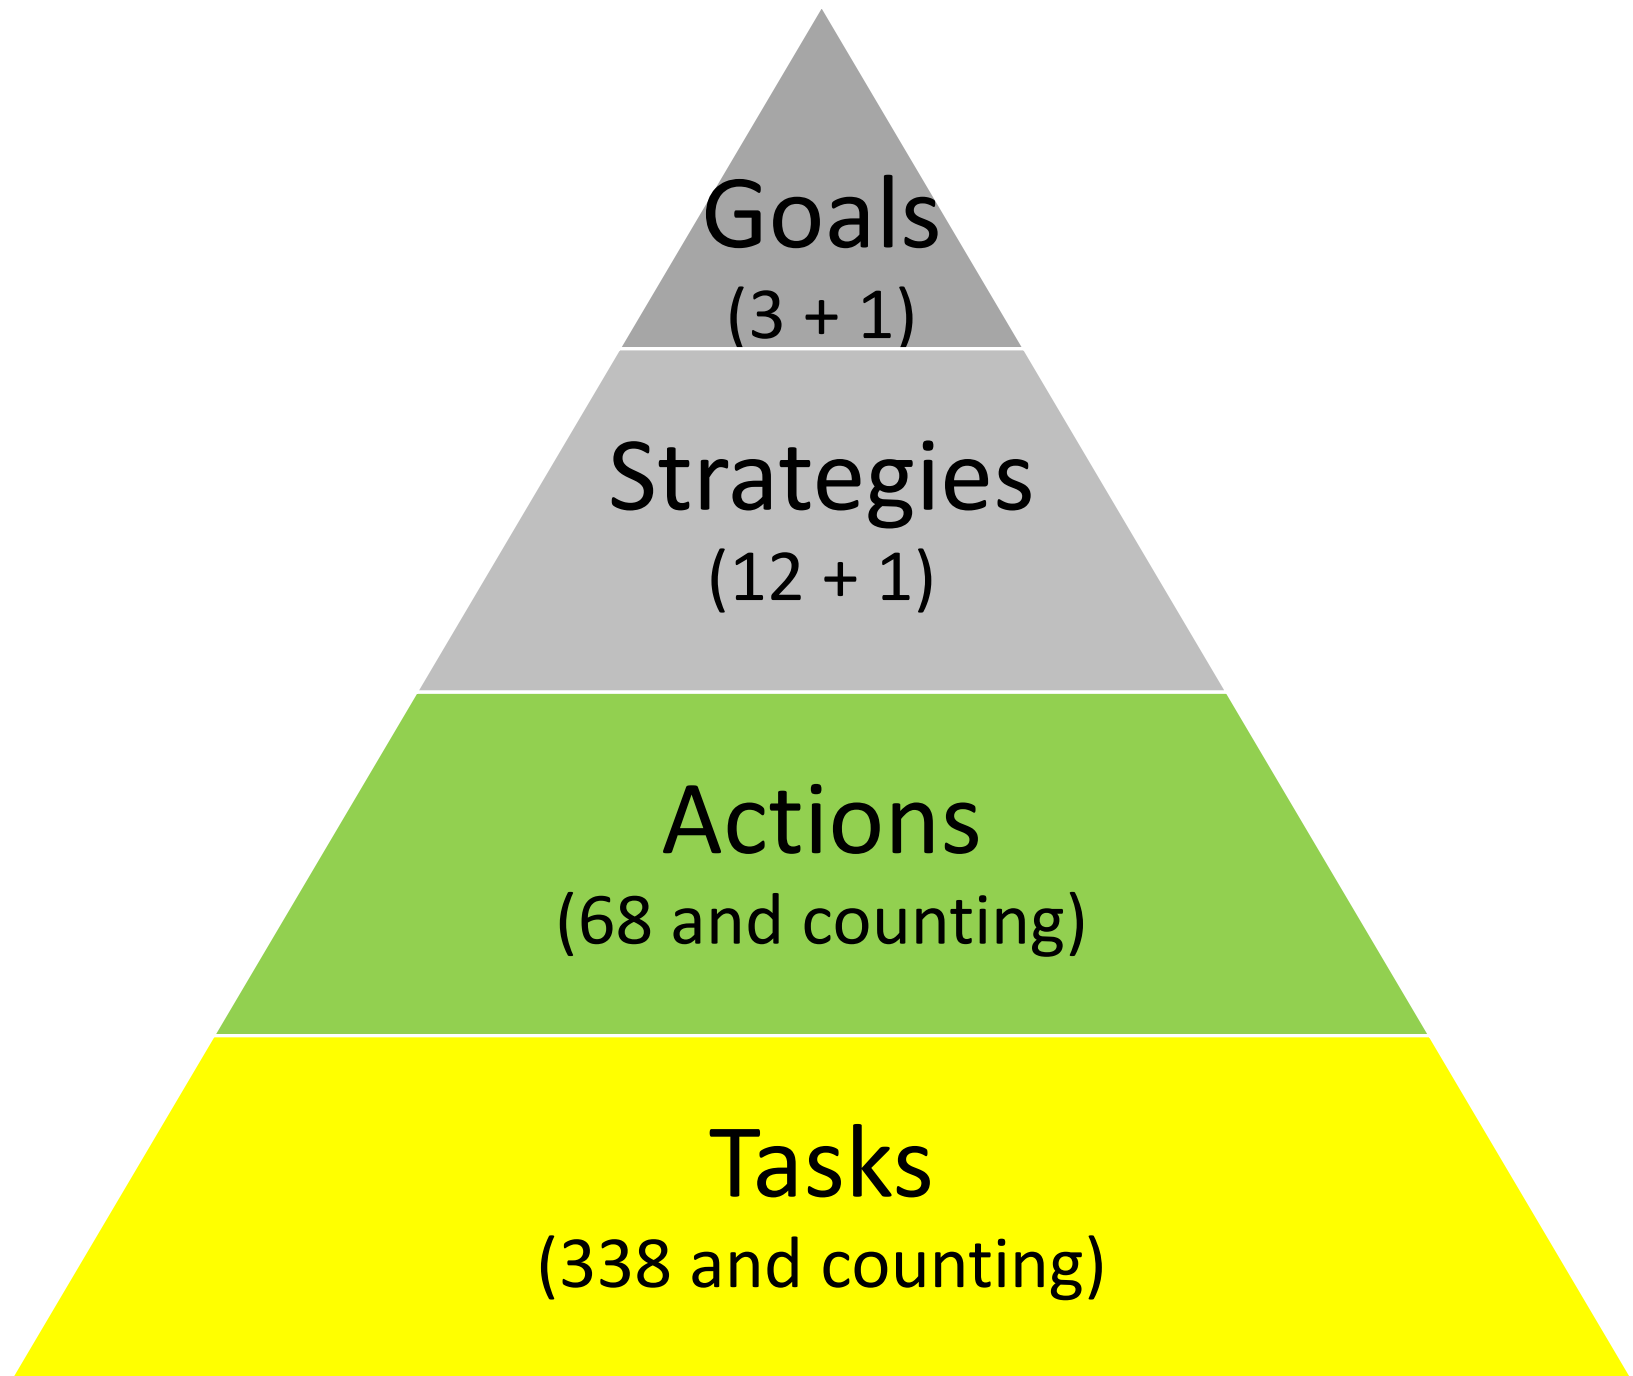 Goals
(3 + 1)
Strategies
(12 + 1)
Actions
(68 and counting)
Tasks
(338 and counting)